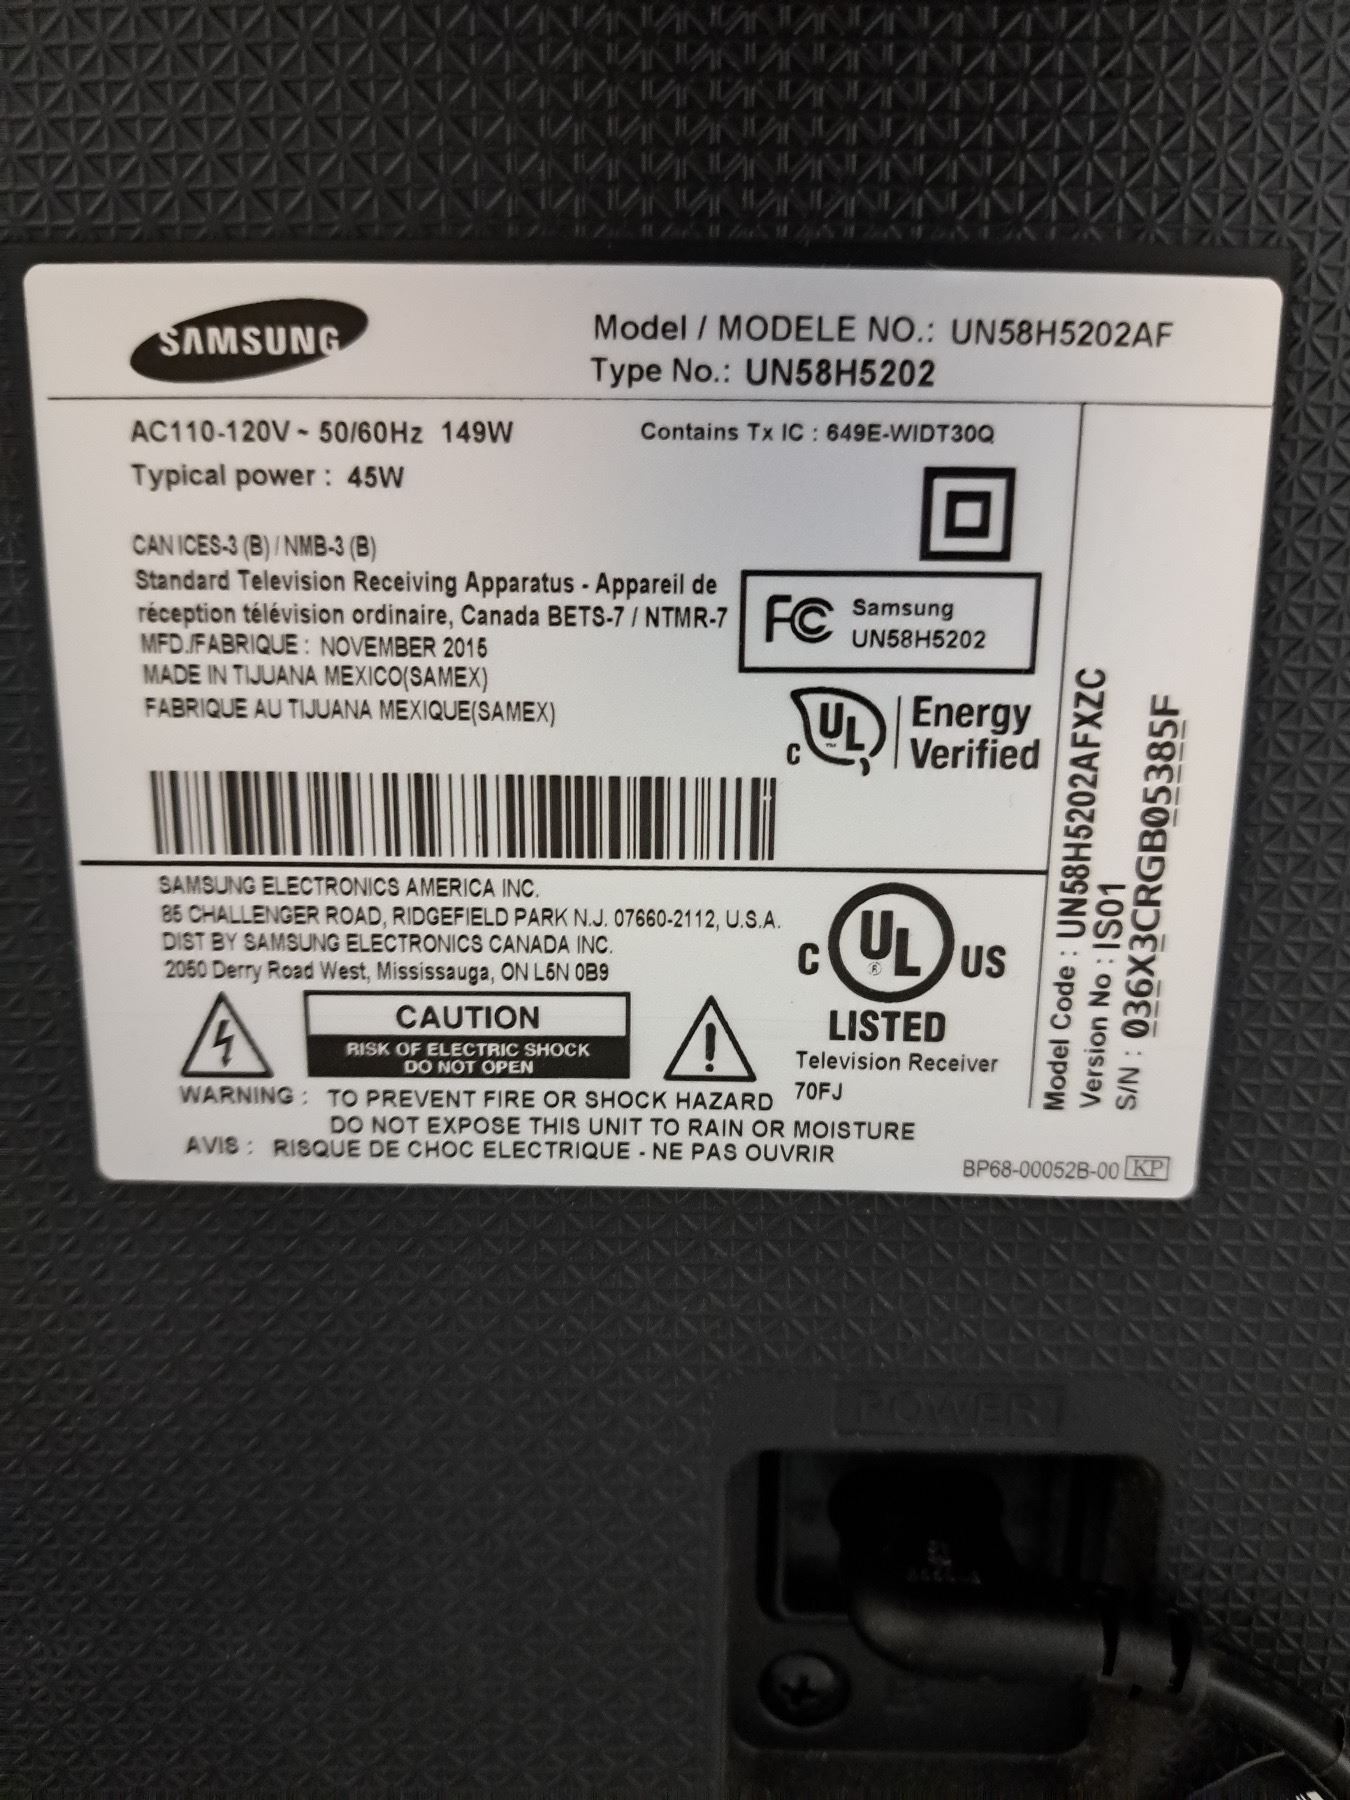 SAMSUNG
Model / MODELE NO.: UN58H5202AF
Type No.: UN58H5202
AC110-120V ~ 50/60Hz 149W
Contains Tx IC : 649E-WIDT30Q
Typical power : 45W
CAN ICES-3 (B) / NMB-3 (B)
Standard Television Receiving Apparatus - Appareil de
réception télévision ordinaire, Canada BETS-7 / NTMR-7
MFD./FABRIQUE : NOVEMBER 2015
MADE IN TIJUANA MEXICO(SAMEX)
FABRIQUE AU TIJUANA MEXIQUE(SAMEX)
FC Samsung
UN58H5202
C UL ™ Energy
Verified
SAMSUNG ELECTRONICS AMERICA INC.
85 CHALLENGER ROAD, RIDGEFIELD PARK N.J. 07660-2112, U.S.A.
DIST BY SAMSUNG ELECTRONICS CANADA INC.
2050 Derry Road West, Mississauga, ON L5N 0B9
C UL ® US
LISTED
Television Receiver
70FJ
CAUTION
RISK OF ELECTRIC SHOCK
DO NOT OPEN
WARNING : TO PREVENT FIRE OR SHOCK HAZARD
DO NOT EXPOSE THIS UNIT TO RAIN OR MOISTURE
AVIS : RISQUE DE CHOC ELECTRIQUE - NE PAS OUVRIR
BP68-00052B-00 KP
Model Code : UN58H5202AFXZC
Version No : IS01
S/N : 036X3CRGB05385F
POWER